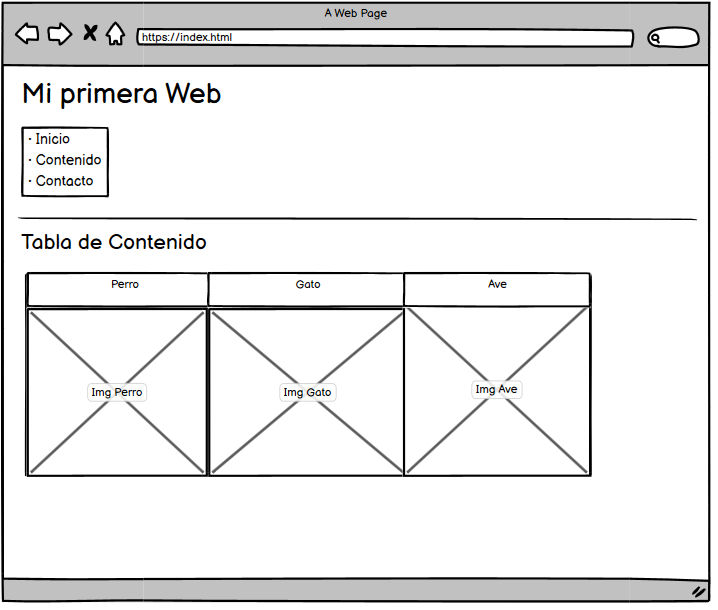 A Web Page
https://index.html
Mi primera Web
· Inicio
· Contenido
· Contacto
Tabla de Contenido
Perro Gato Ave
Img Perro Img Gato Img Ave